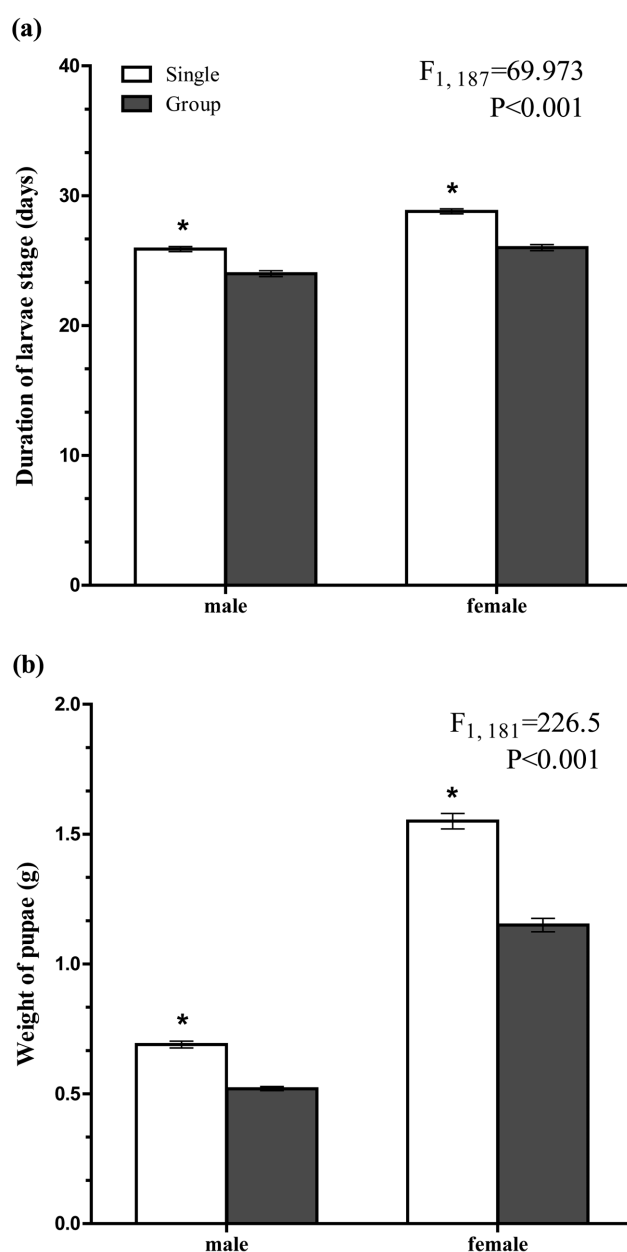 (a)
40
30
20
10
0
Duration of larvae stage (days)
Single
Group
F1, 187=69.973
P<0.001
*
*
male
female
(b)
2.0
1.5
1.0
0.5
0.0
Weight of pupae (g)
F1, 181=226.5
P<0.001
*
*
male
female